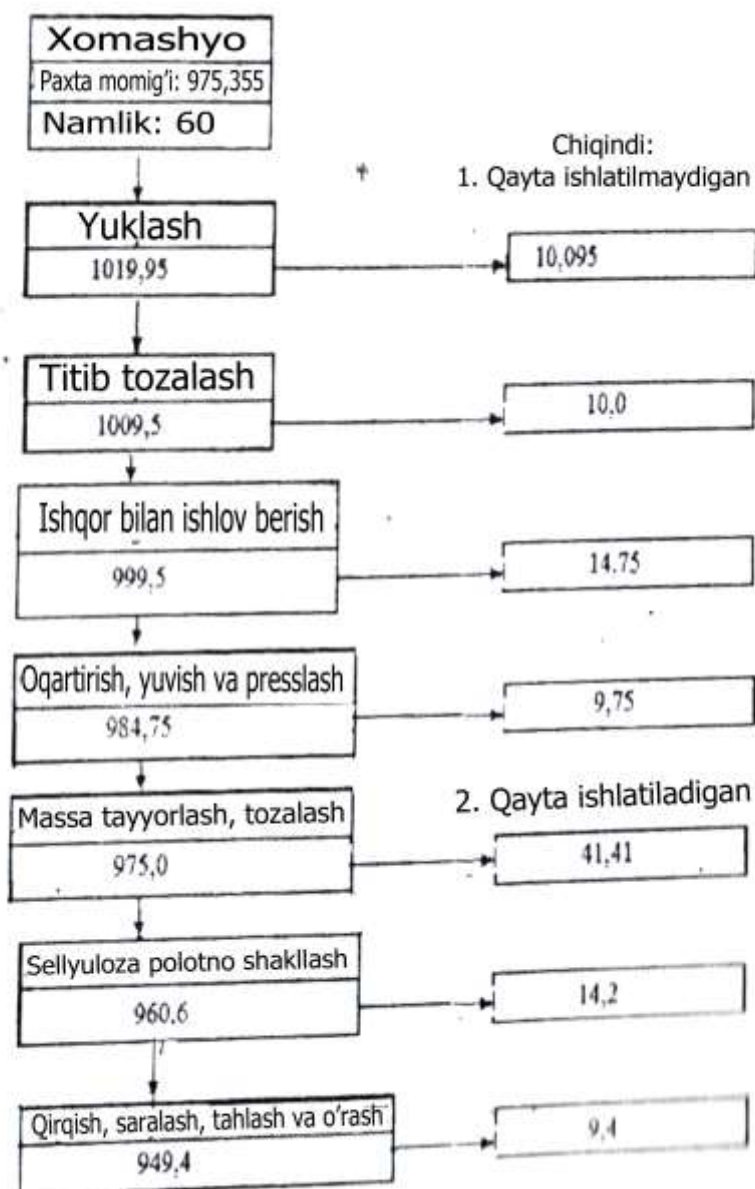 Xomashyo
Paxta momig'i: 975,355
Namlik: 60
Chiqindi:
1. Qayta ishlatilmaydigan
Yuklash
1019,95
10,095
Titib tozalash
1009,5
10,0
Ishqor bilan ishlov berish
999,5
14.75
Oqartirish, yuvish va presslash
984,75
9,75
2. Qayta ishlatiladigan
Massa tayyorlash, tozalash
975,0
41,41
Sellyuloza polotno shakllash
960,6
14,2
Qirqish, saralash, tahlash va o'rash
949,4
9,4